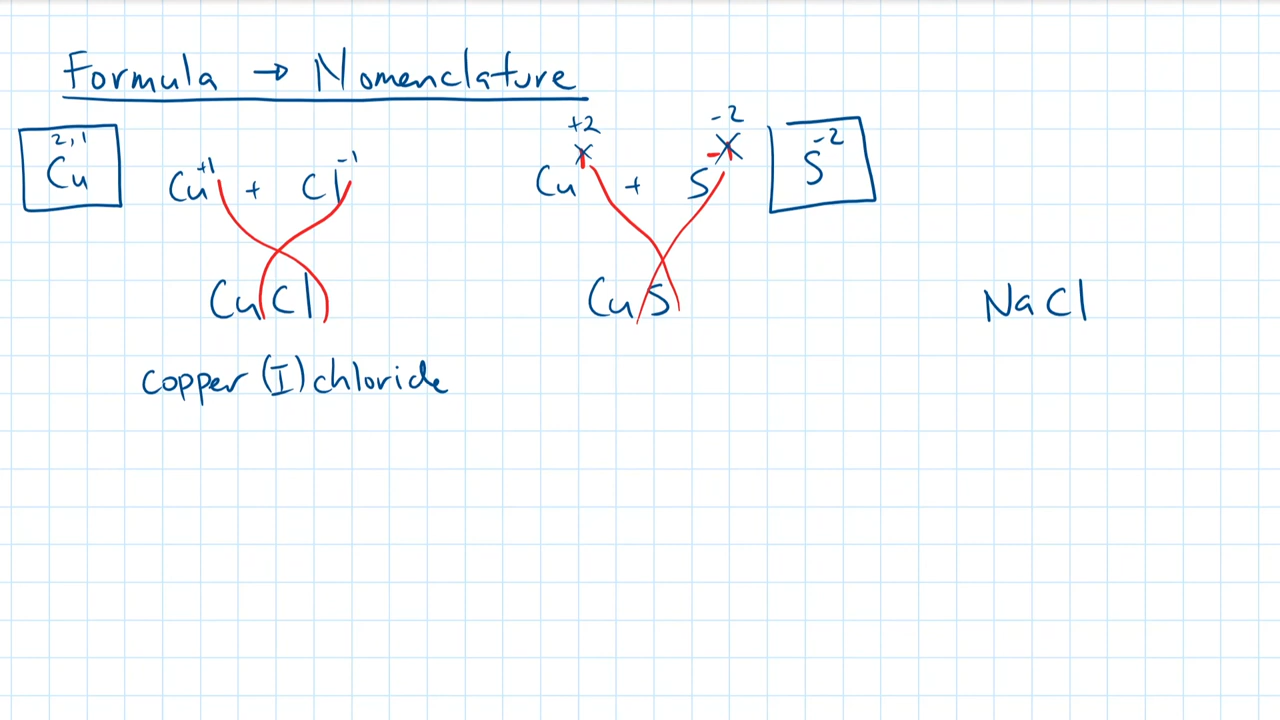 Formula → Nomenclature
2,1
Cu
Cu+1 + Cl-1
CuCl
copper (I) chloride
+2 -2
Cu + S
CuS
S-2
NaCl